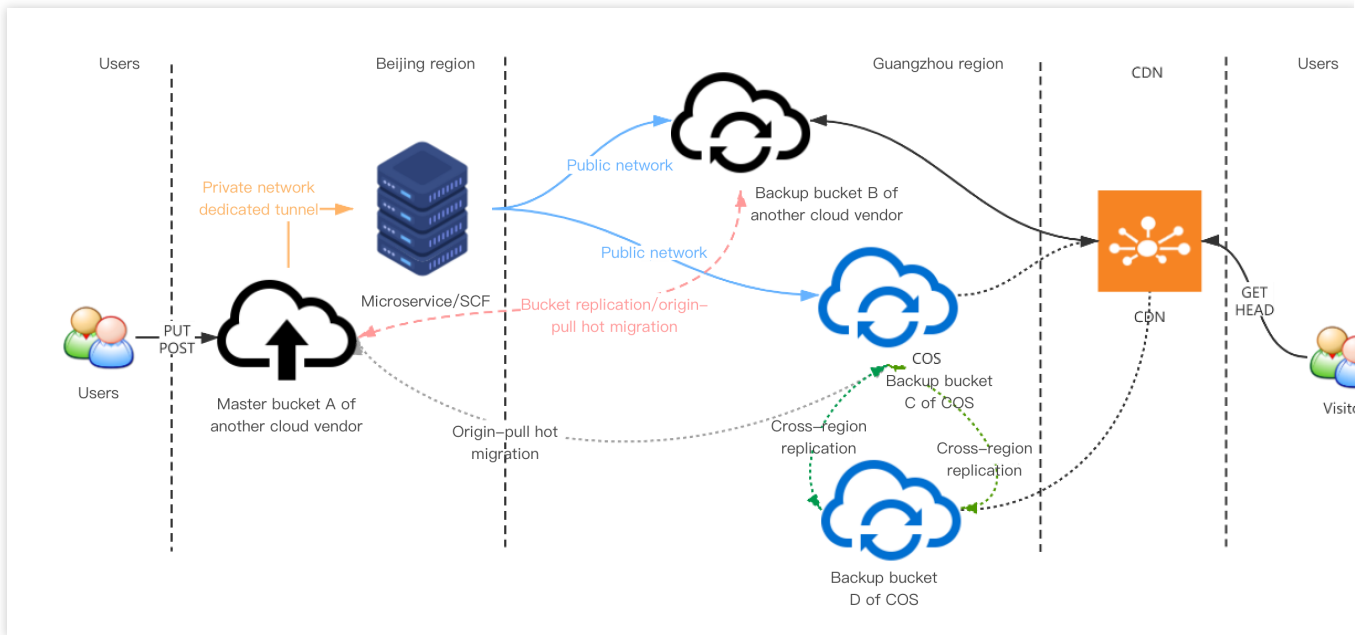 Users
Beijing region
Guangzhou region
CDN
Users
Public network
Private network
dedicated tunnel
Backup bucket B of
another cloud vendor
Public network
Microservice/SCF
Bucket replication/origin-
pull hot migration
GET
HEAD
CDN
PUT
POST
COS
Users
Backup bucket
C of COS
Master bucket A of
another cloud vendor
Origin-pull hot
migration
Cross-region
replication
Cross-region
replication
Backup bucket
D of COS